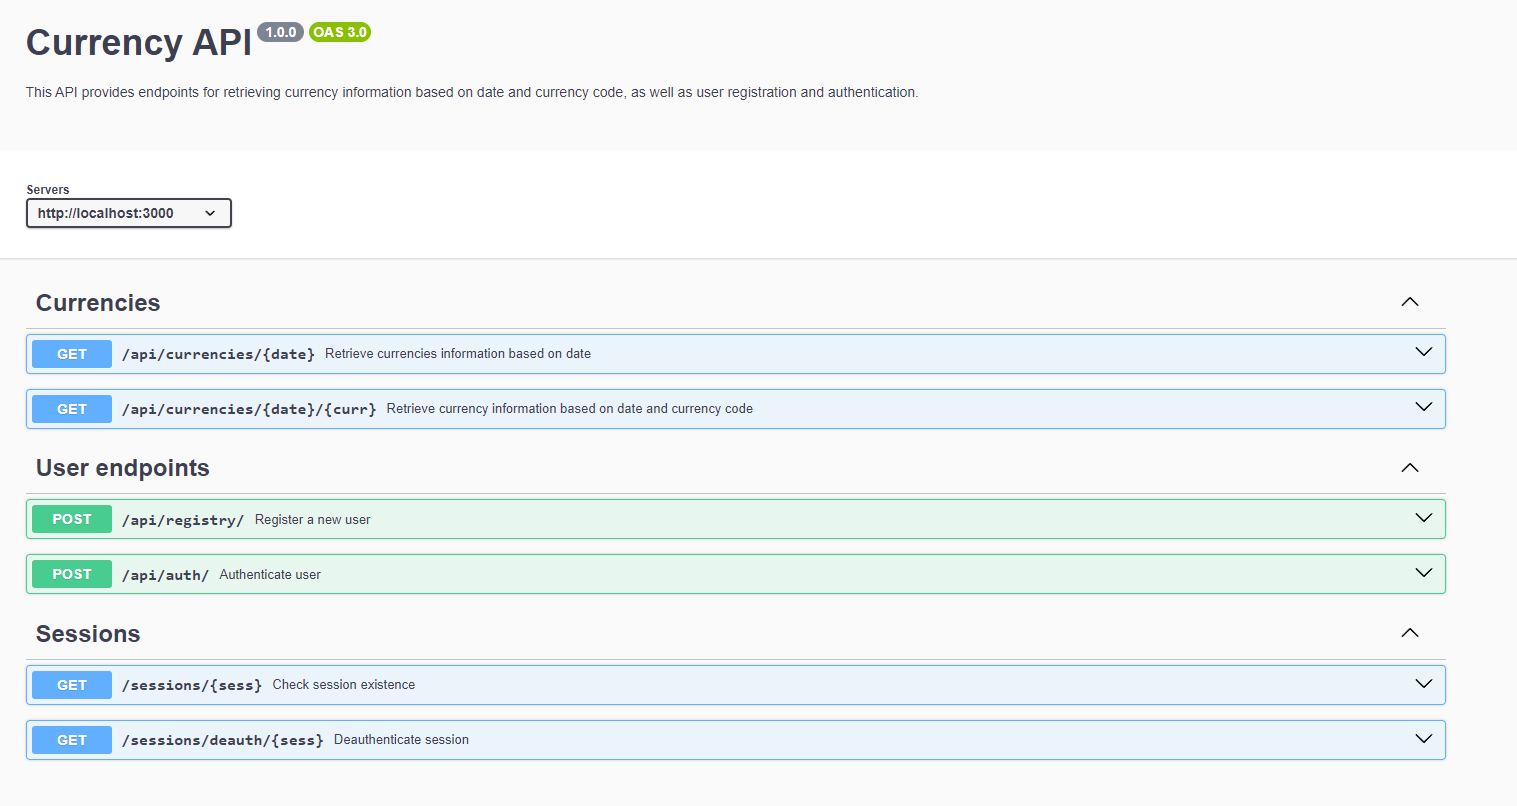 Currency API 1.0.0 OAS 3.0
This API provides endpoints for retrieving currency information based on date and currency code, as well as user registration and authentication.
Servers
http://localhost:3000
Currencies
GET /api/currencies/{date} Retrieve currencies information based on date
GET /api/currencies/{date}/{curr} Retrieve currency information based on date and currency code
User endpoints
POST /api/registry/ Register a new user
POST /api/auth/ Authenticate user
Sessions
GET /sessions/{sess} Check session existence
GET /sessions/deauth/{sess} Deauthenticate session